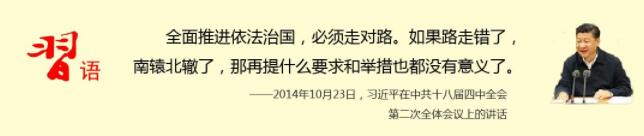 習语
全面推进依法治国，必须走对路。如果路走错了，
南辕北辙了，那再提什么要求和举措也都没有意义了。
——2014年10月23日，习近平在中共十八届四中全会
第二次全体会议上的讲话